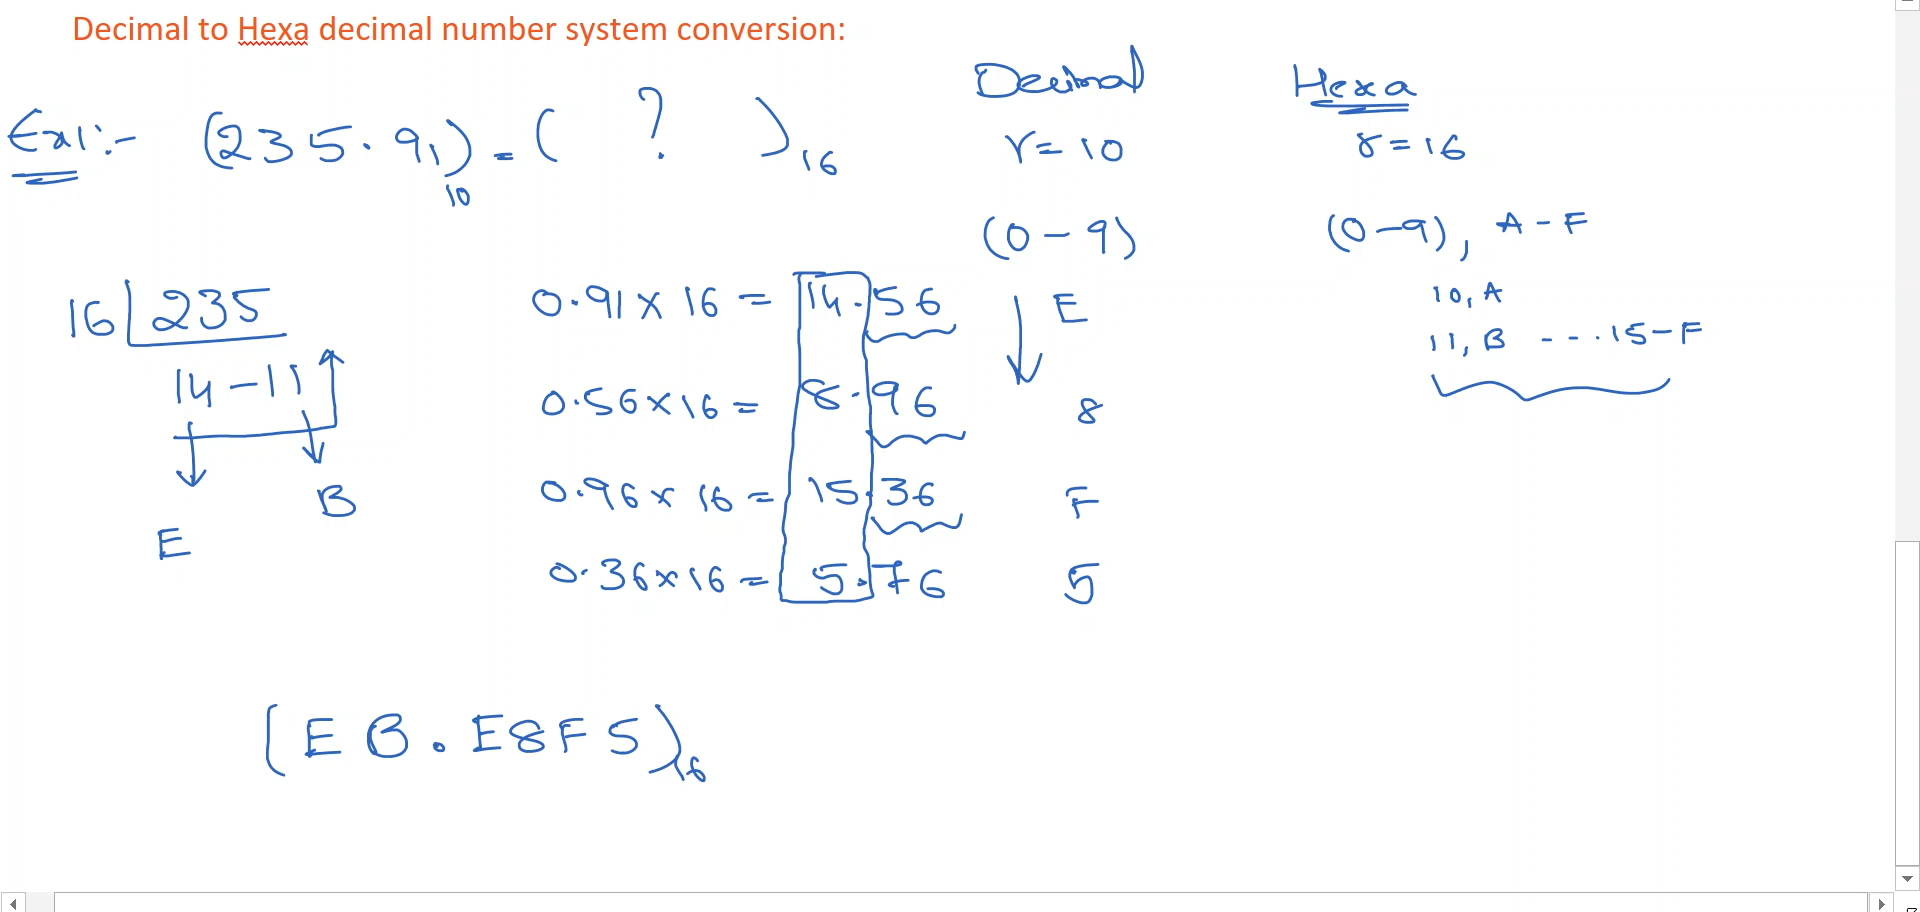 Decimal to Hexa decimal number system conversion:
Decimal Hexa
Ex1:- (235.91)10 = ( ? )16 r=10 r=16
(0-9) (0-9), A-F
10, A
11, B ---.15-F
16 235 0.91 x 16 = 14.56 E
14-11 0.56 x 16 = 8.96 8
E B 0.96 x 16 = 15.36 F
0.36 x 16 = 5.76 5
(EB.E8F5)16